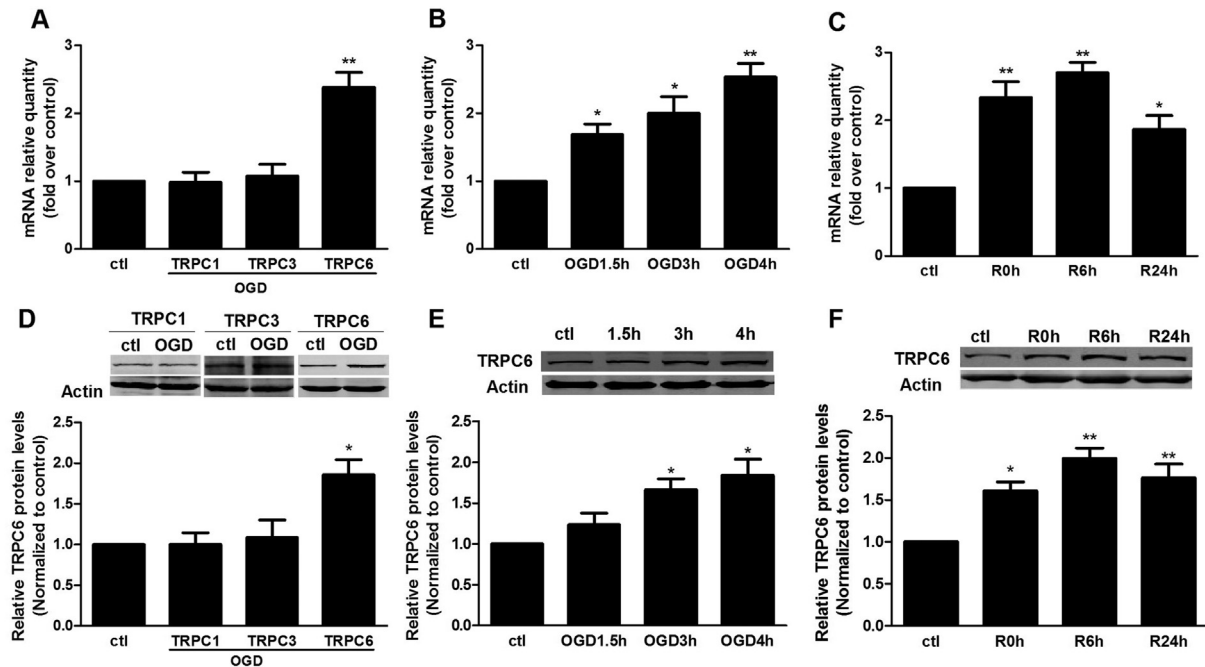 A
mRNA relative quantity
(fold over control)
3
2
1
0
**
ctl TRPC1 TRPC3 TRPC6
OGD
B
mRNA relative quantity
(fold over control)
3
2
1
0
* * **
ctl OGD1.5h OGD3h OGD4h
C
mRNA relative quantity
(fold over control)
3
2
1
0
** ** *
ctl R0h R6h R24h
D
TRPC1 TRPC3 TRPC6
ctl OGD ctl OGD ctl OGD
Actin
Relative TRPC6 protein levels
(Normalized to control)
2.5
2.0
1.5
1.0
0.5
0.0
*
ctl TRPC1 TRPC3 TRPC6
OGD
E
ctl 1.5h 3h 4h
TRPC6
Actin
Relative TRPC6 protein levels
(Normalized to control)
2.5
2.0
1.5
1.0
0.5
0.0
* *
ctl OGD1.5h OGD3h OGD4h
F
ctl R0h R6h R24h
TRPC6
Actin
Relative TRPC6 protein levels
(Normalized to control)
2.5
2.0
1.5
1.0
0.5
0.0
* ** **
ctl R0h R6h R24h